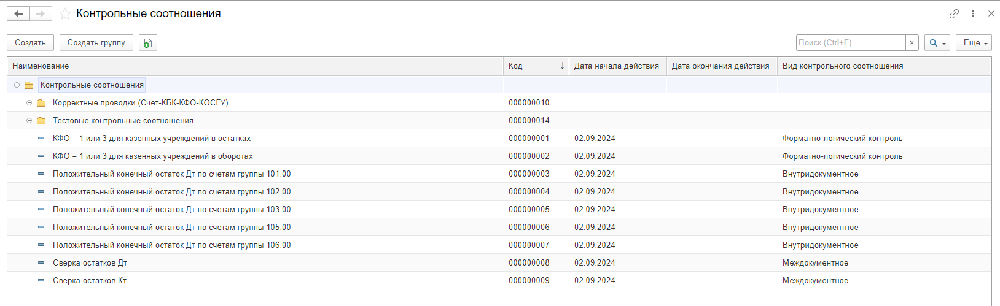 Контрольные соотношения
Создать Создать группу Поиск (Ctrl+F) × Еще
Наименование Код ↓ Дата начала действия Дата окончания действия Вид контрольного соотношения
Контрольные соотношения
Корректные проводки (Счет-КБК-КФО-КОСГУ) 000000010
Тестовые контрольные соотношения 000000014
КФО = 1 или 3 для казенных учреждений в остатках 000000001 02.09.2024 Форматно-логический контроль
КФО = 1 или 3 для казенных учреждений в оборотах 000000002 02.09.2024 Форматно-логический контроль
Положительный конечный остаток Дт по счетам группы 101.00 000000003 02.09.2024 Внутридокументное
Положительный конечный остаток Дт по счетам группы 102.00 000000004 02.09.2024 Внутридокументное
Положительный конечный остаток Дт по счетам группы 103.00 000000005 02.09.2024 Внутридокументное
Положительный конечный остаток Дт по счетам группы 105.00 000000006 02.09.2024 Внутридокументное
Положительный конечный остаток Дт по счетам группы 106.00 000000007 02.09.2024 Внутридокументное
Сверка остатков Дт 000000008 02.09.2024 Междокументное
Сверка остатков Кт 000000009 02.09.2024 Междокументное